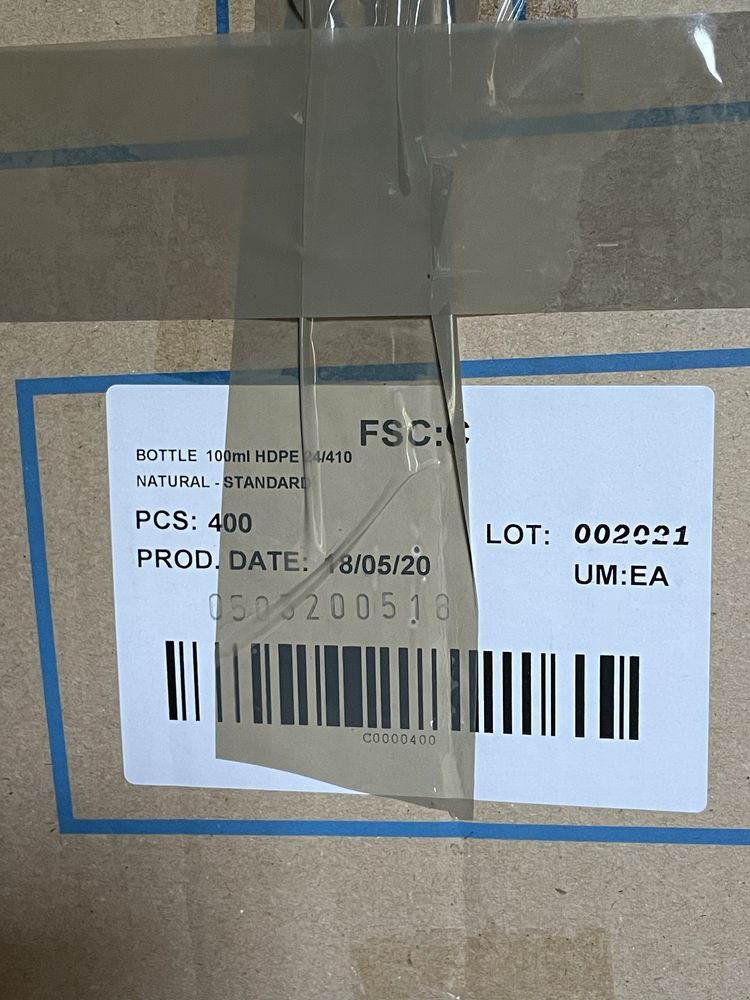 FSC:C
BOTTLE 100ml HDPE 24/410
NATURAL - STANDARD
PCS: 400
LOT: 002021
PROD. DATE: 18/05/20
UM:EA
0503200518
C0000400